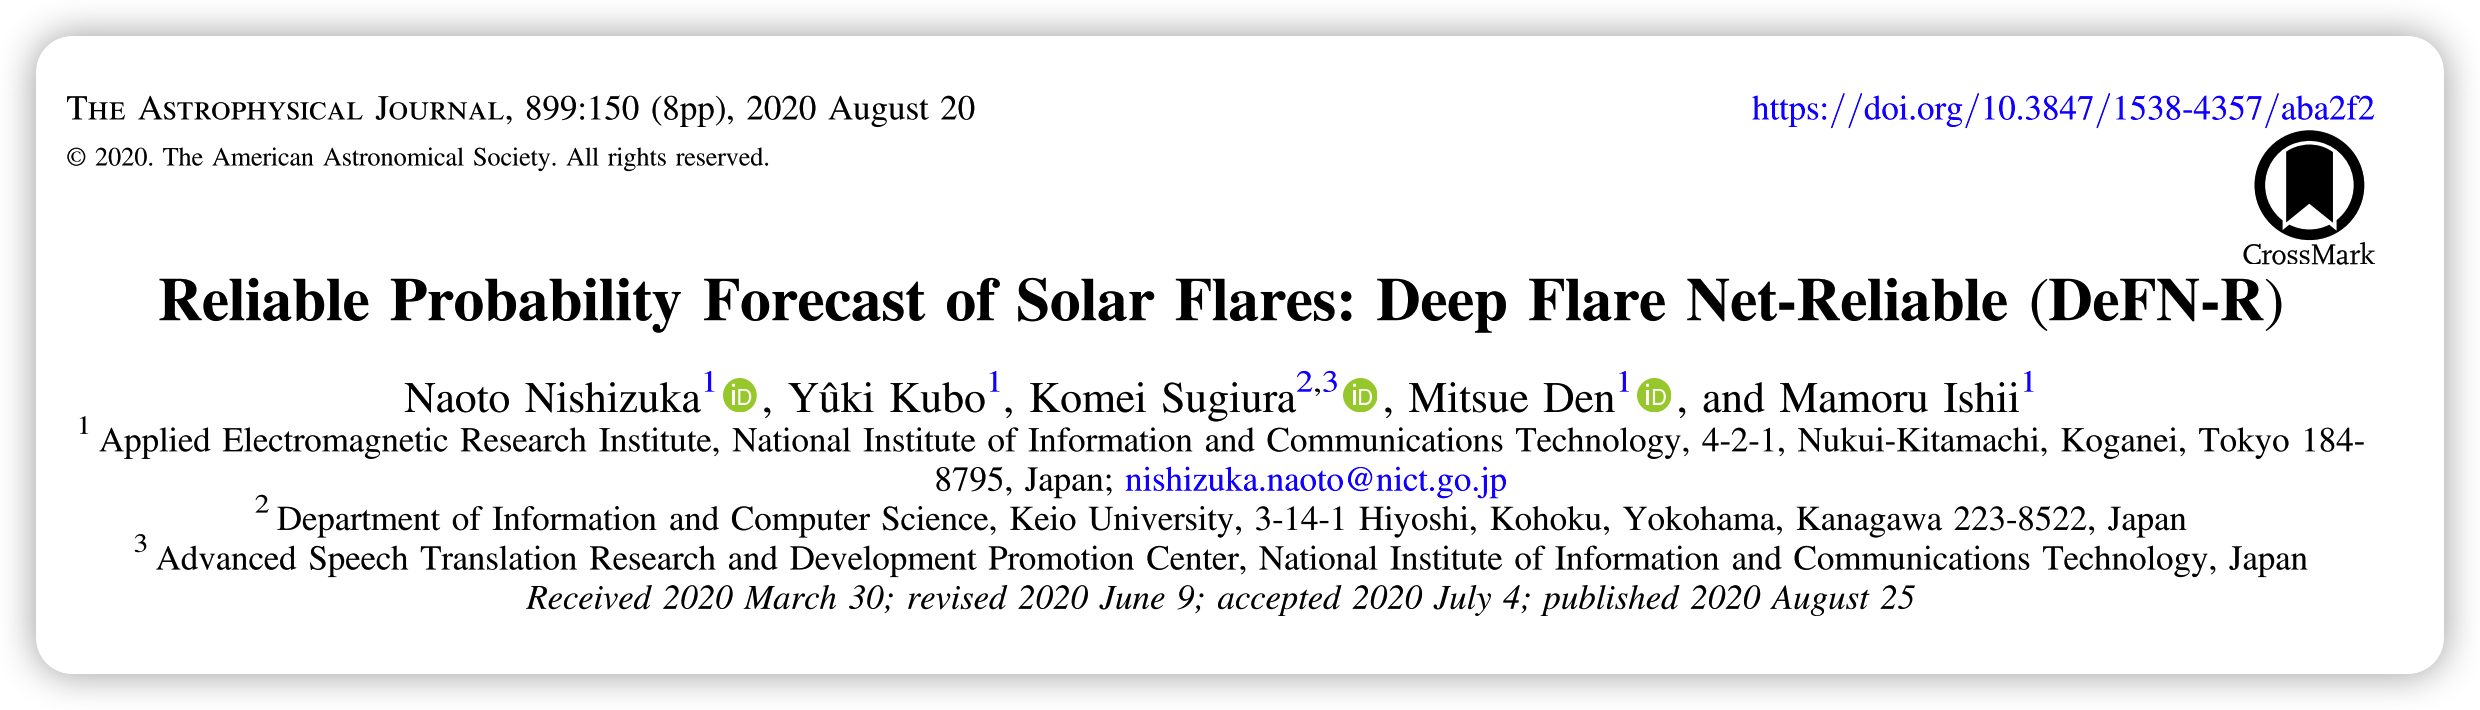 THE ASTROPHYSICAL JOURNAL, 899:150 (8pp), 2020 August 20
https://doi.org/10.3847/1538-4357/aba2f2
© 2020. The American Astronomical Society. All rights reserved.
CrossMark
Reliable Probability Forecast of Solar Flares: Deep Flare Net-Reliable (DeFN-R)
Naoto Nishizuka1 iD, Yûki Kubo1, Komei Sugiura2,3 iD, Mitsue Den1 iD, and Mamoru Ishii1
1 Applied Electromagnetic Research Institute, National Institute of Information and Communications Technology, 4-2-1, Nukui-Kitamachi, Koganei, Tokyo 184-
8795, Japan; nishizuka.naoto@nict.go.jp
2 Department of Information and Computer Science, Keio University, 3-14-1 Hiyoshi, Kohoku, Yokohama, Kanagawa 223-8522, Japan
3 Advanced Speech Translation Research and Development Promotion Center, National Institute of Information and Communications Technology, Japan
Received 2020 March 30; revised 2020 June 9; accepted 2020 July 4; published 2020 August 25